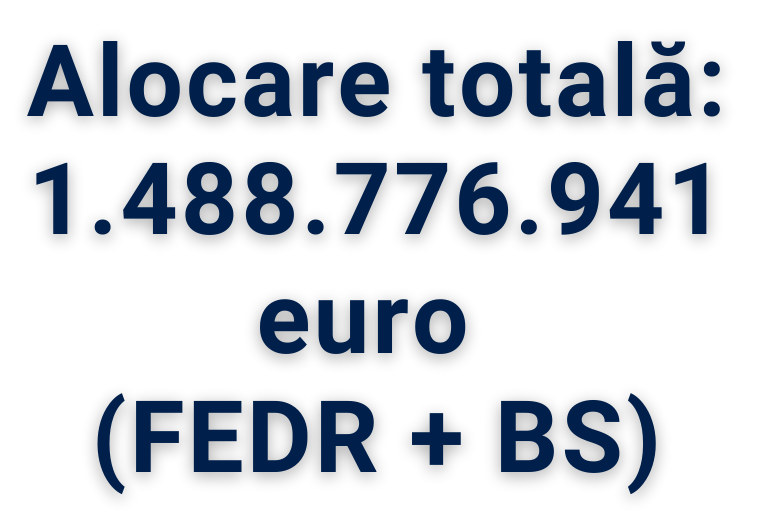 Alocare totală:
1.488.776.941
euro
(FEDR + BS)